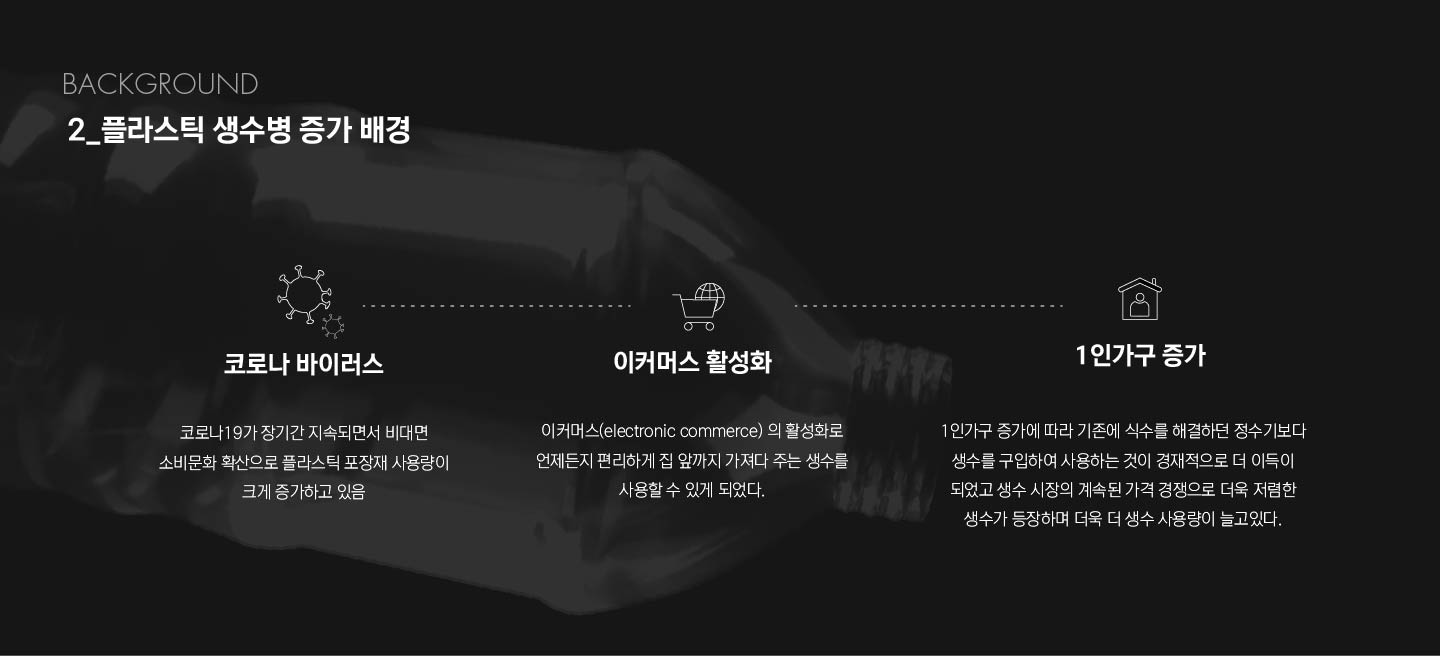 BACKGROUND
2_플라스틱 생수병 증가 배경
코로나 바이러스
코로나19가 장기간 지속되면서 비대면
소비문화 확산으로 플라스틱 포장재 사용량이
크게 증가하고 있음
이커머스 활성화
이커머스(electronic commerce) 의 활성화로
언제든지 편리하게 집 앞까지 가져다 주는 생수를
사용할 수 있게 되었다.
1인가구 증가
1인가구 증가에 따라 기존에 식수를 해결하던 정수기보다
생수를 구입하여 사용하는 것이 경재적으로 더 이득이
되었고 생수 시장의 계속된 가격 경쟁으로 더욱 저렴한
생수가 등장하며 더욱 더 생수 사용량이 늘고있다.